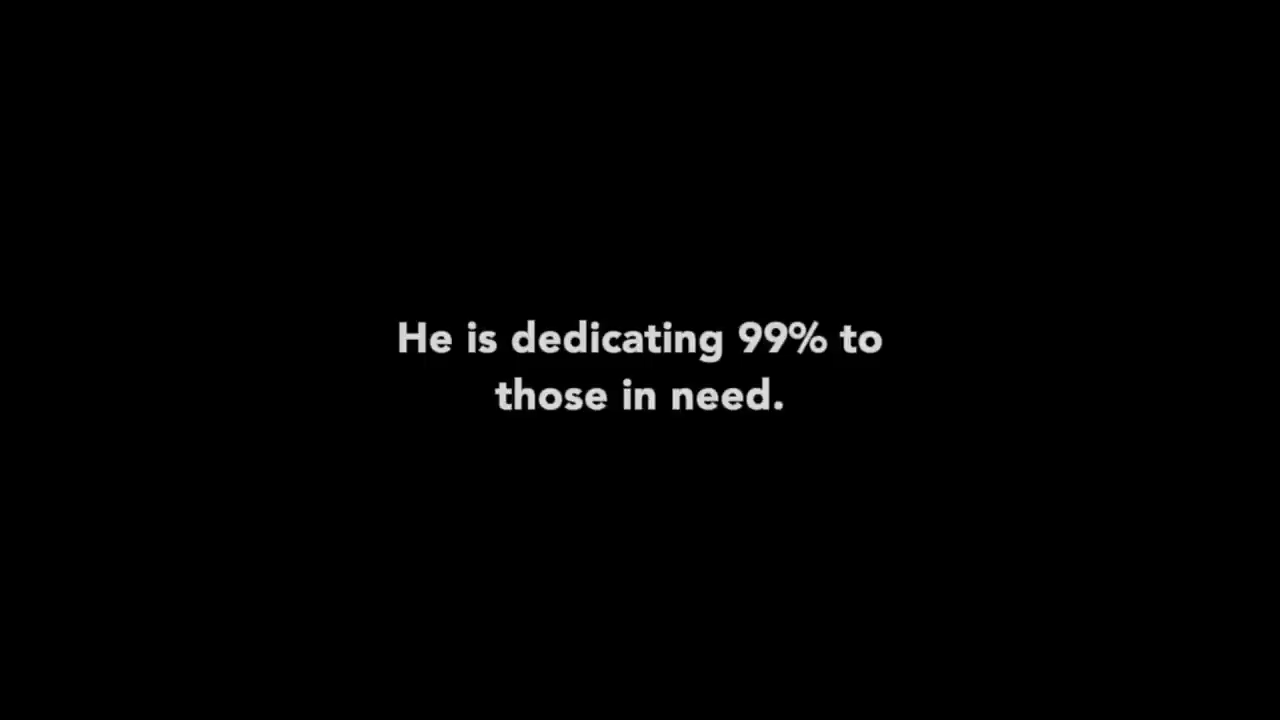 He is dedicating 99% to
those in need.